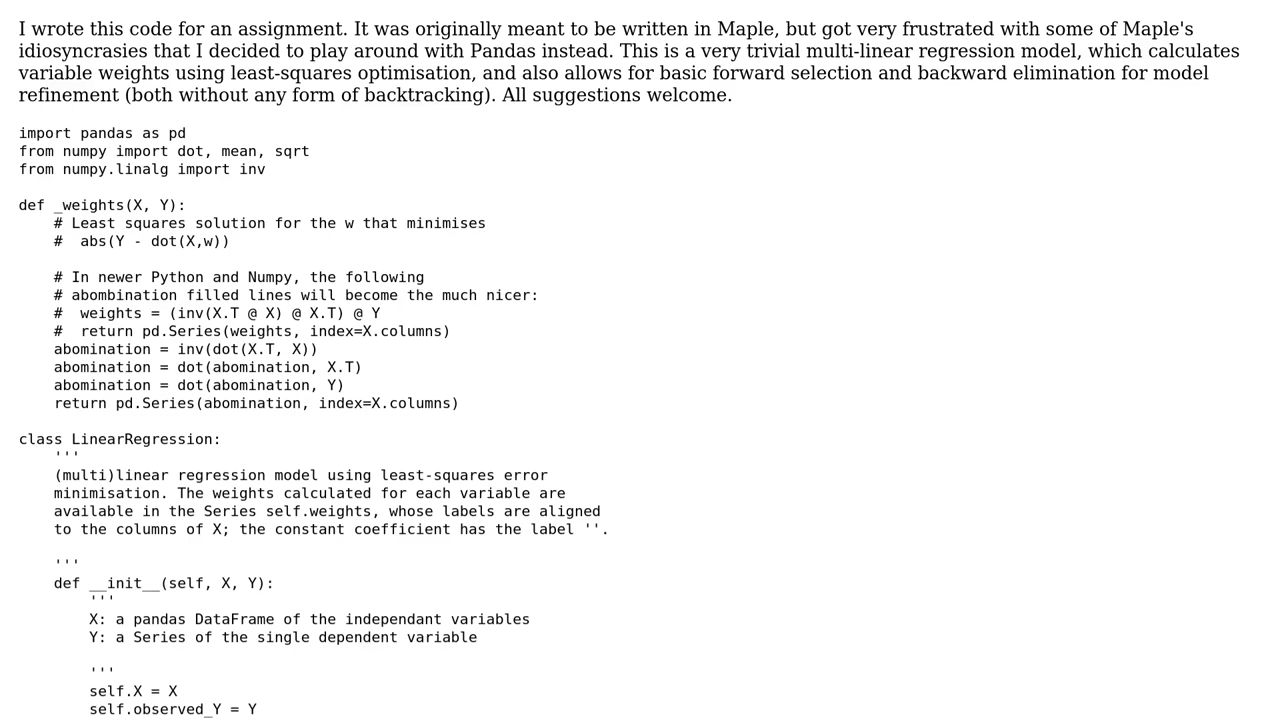 I wrote this code for an assignment. It was originally meant to be written in Maple, but got very frustrated with some of Maple's
idiosyncrasies that I decided to play around with Pandas instead. This is a very trivial multi-linear regression model, which calculates
variable weights using least-squares optimisation, and also allows for basic forward selection and backward elimination for model
refinement (both without any form of backtracking). All suggestions welcome.
import pandas as pd
from numpy import dot, mean, sqrt
from numpy.linalg import inv
def _weights(X, Y):
    # Least squares solution for the w that minimises
    #  abs(Y - dot(X,w))
    # In newer Python and Numpy, the following
    # abombination filled lines will become the much nicer:
    #  weights = (inv(X.T @ X) @ X.T) @ Y
    #  return pd.Series(weights, index=X.columns)
    abomination = inv(dot(X.T, X))
    abomination = dot(abomination, X.T)
    abomination = dot(abomination, Y)
    return pd.Series(abomination, index=X.columns)
class LinearRegression:
    '''
    (multi)linear regression model using least-squares error
    minimisation. The weights calculated for each variable are
    available in the Series self.weights, whose labels are aligned
    to the columns of X; the constant coefficient has the label ''.
    '''
    def __init__(self, X, Y):
        '''
        X: a pandas DataFrame of the independant variables
        Y: a Series of the single dependent variable
        '''
        self.X = X
        self.observed_Y = Y